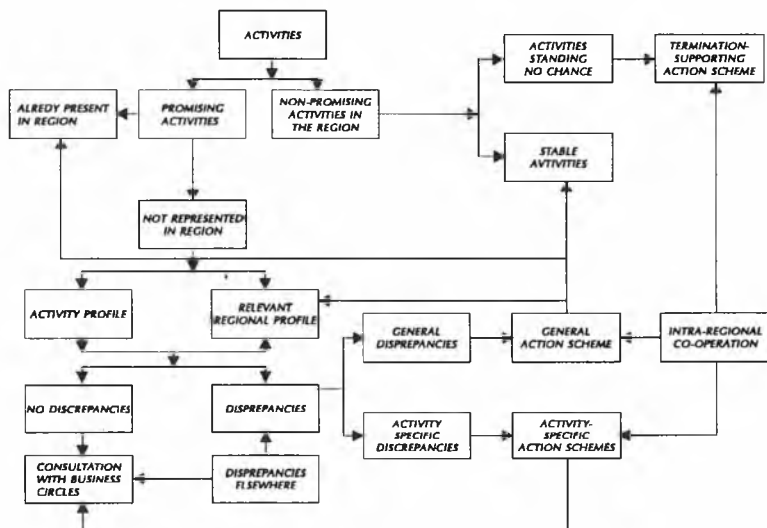 ACTIVITIES
ACTIVITIES
STANDING
NO CHANCE
TERMINATION-
SUPPORTING
ACTION SCHEME
ALREDY PRESENT
IN REGION
PROMISING
ACTIVITIES
NON-PROMISING
ACTIVITIES IN
THE REGION
STABLE
AVTIVITIES
NOT REPRESENTED
IN REGION
ACTIVITY PROFILE
RELEVANT
REGIONAL PROFILE
GENERAL
DISPREPANCIES
GENERAL
ACTION SCHEME
INTRA-REGIONAL
CO-OPERATION
NO DISCREPANCIES
DISPREPANCIES
ACTIVITY
SPECIFIC
DISCREPANCIES
ACTIVITY-
SPECIFIC
ACTION SCHEMES
CONSULTATION
WITH BUSINESS
CIRCLES
DISPREPANCIES
ELSEWHERE